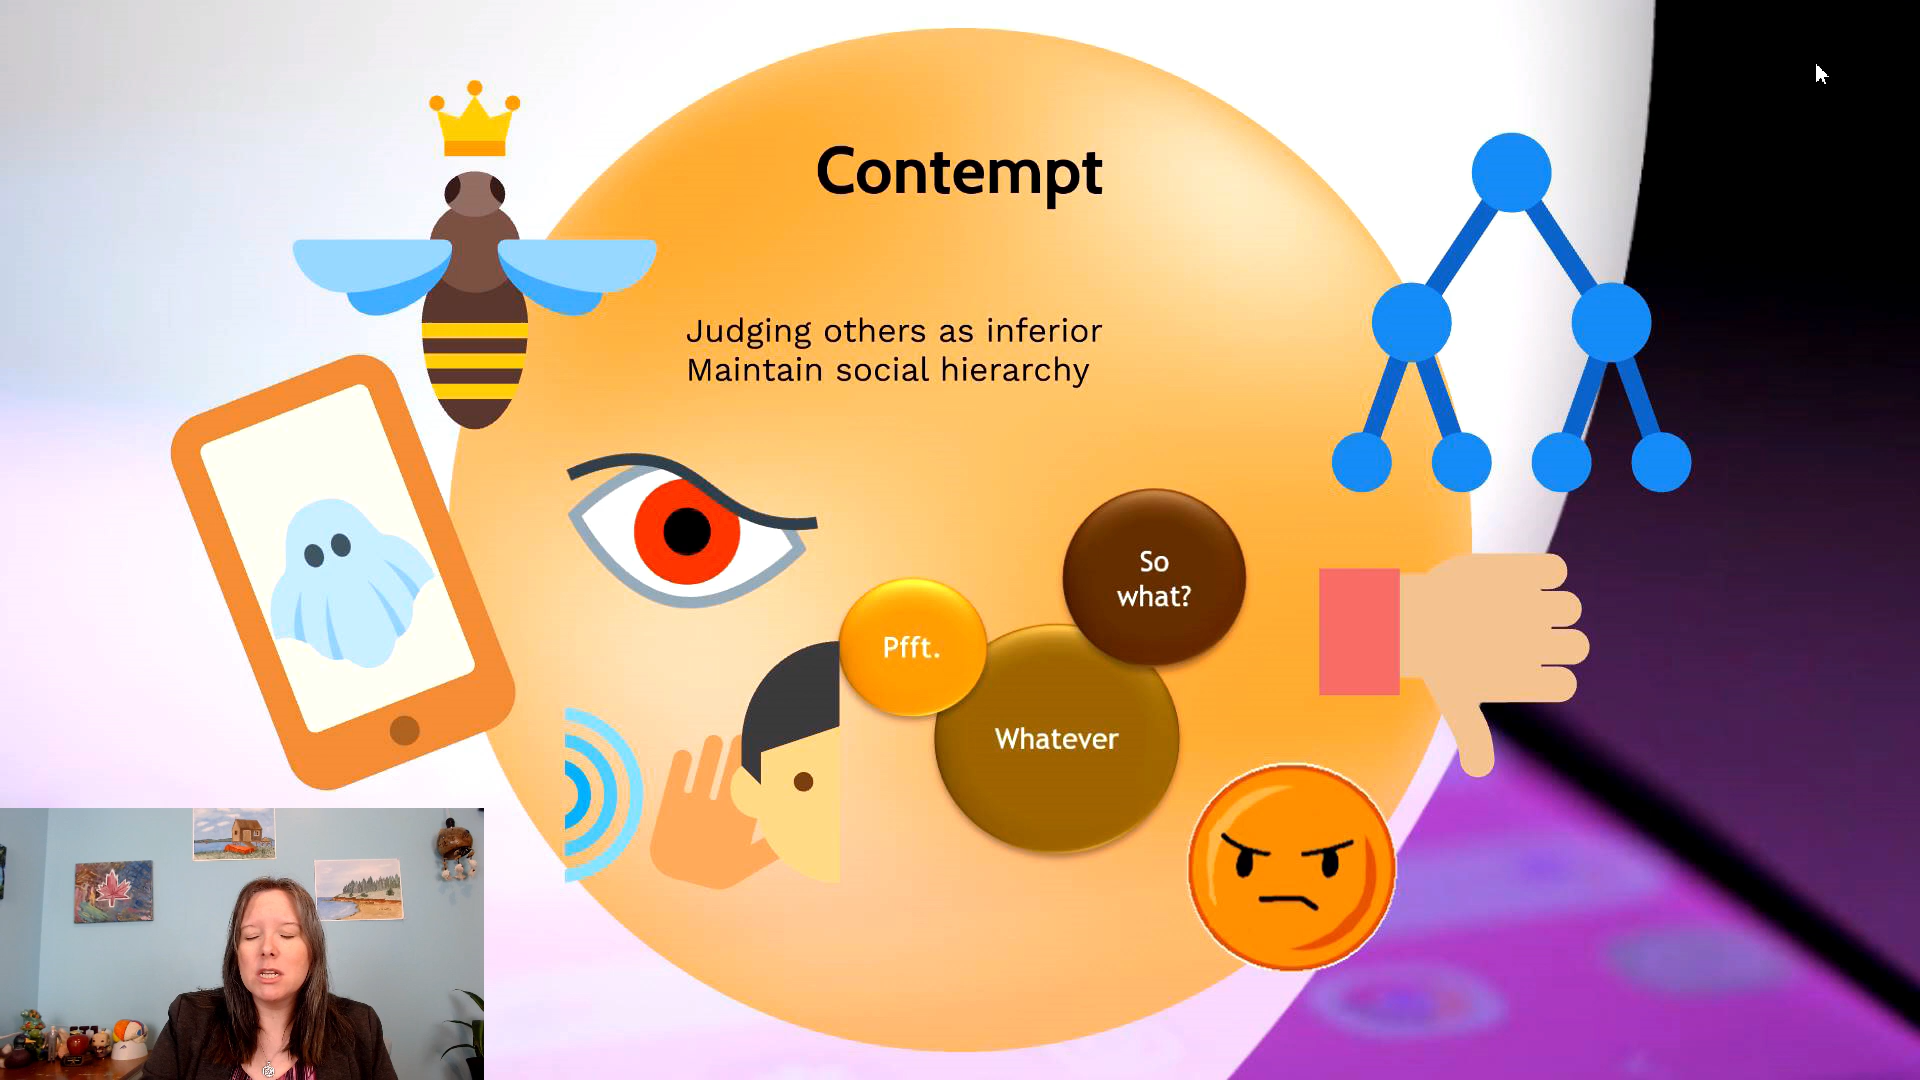 Contempt
Judging others as inferior
Maintain social hierarchy
So
what?
Pfft.
Whatever